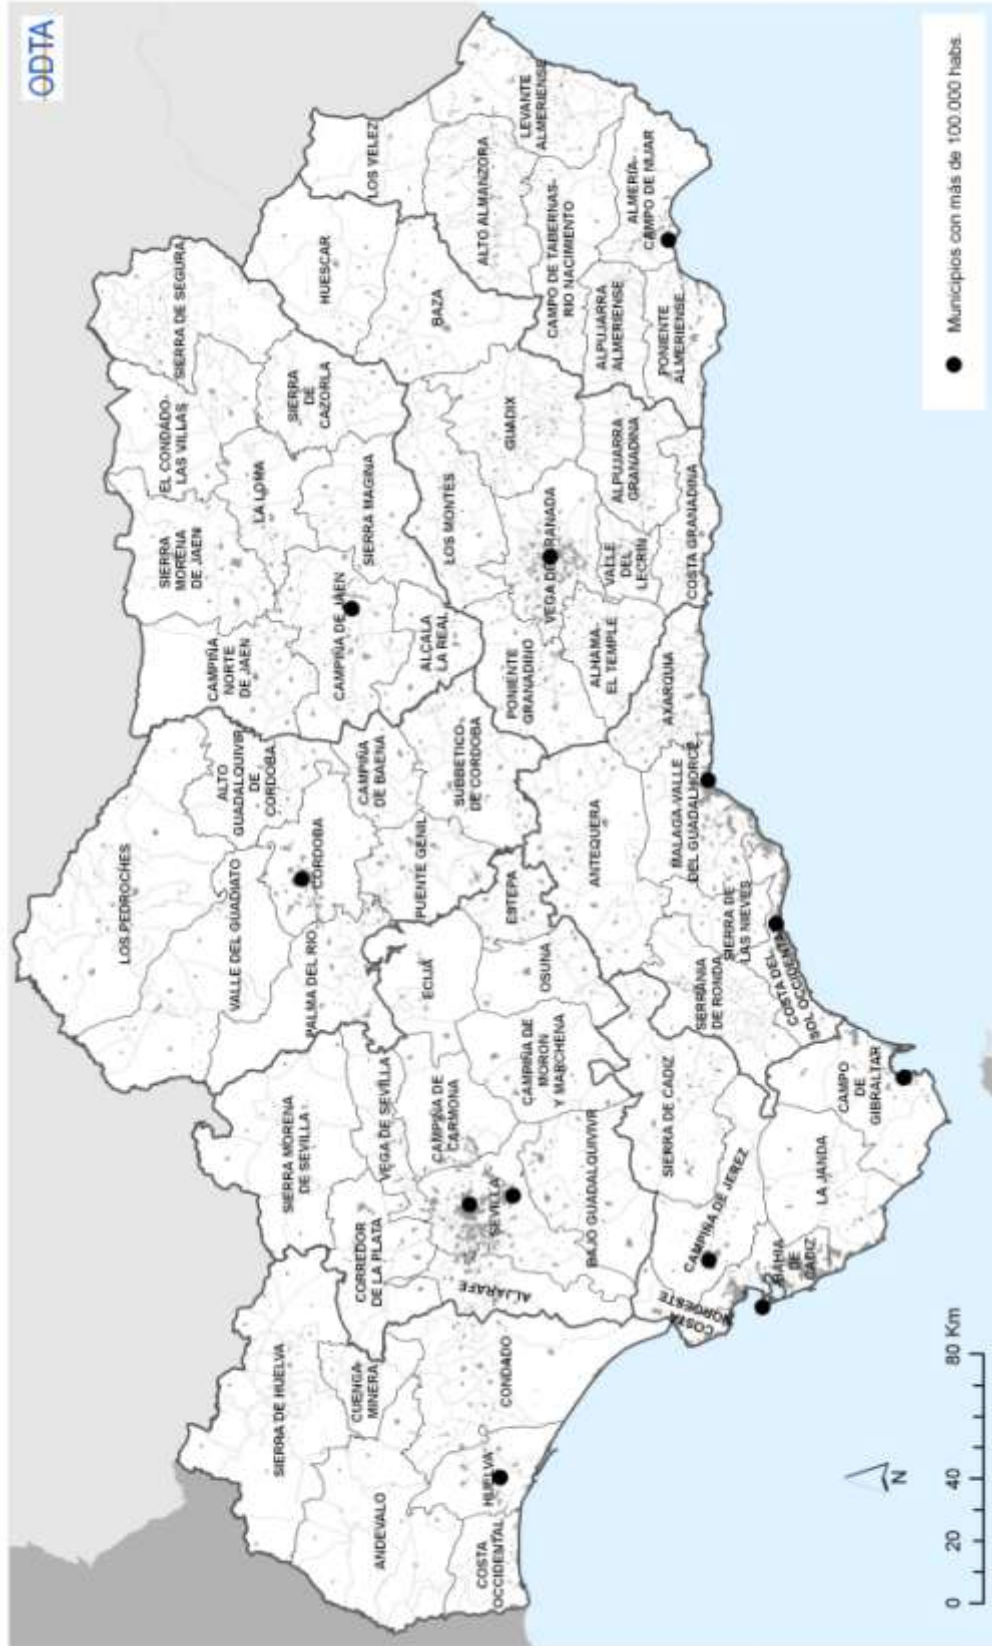 ODTA
LOS PEDROCHES
VALLE DEL GUADIATO
ALTO
GUADALQUIVIR
DE
CORDOBA
CORDOBA
PALMA DEL RIO
CAMPIÑA
DE BAENA
SUBBETICO
DE CORDOBA
PUENTE GENIL
SIERRA DE SEGURA
EL CONDADO-
LAS VILLAS
SIERRA
MORENA
DE JAEN
CAMPIÑA
NORTE
DE JAEN
LA LOMA
SIERRA
DE
CAZORLA
SIERRA MAGINA
CAMPIÑA DE JAEN
ALCALA
LA REAL
HUESCAR
BAZA
LOS MONTES
GUADIX
VEGA DE GRANADA
PONIENTE
GRANADINO
ALHAMA-
EL TEMPLE
VALLE
DEL
LECRIN
ALPUJARRA
GRANADINA
COSTA GRANADINA
LOS VELEZ
ALTO ALMANZORA
LEVANTE
ALMERIENSE
CAMPO DE TABERNAS-
RIO NACIMIENTO
ALMERIA-
CAMPO DE NIJAR
ALPUJARRA
ALMERIENSE
PONIENTE
ALMERIENSE
SIERRA DE HUELVA
CUENCA
MINERA
ANDEVALO
CONDADO
HUELVA
COSTA
OCCIDENTAL
SIERRA MORENA
DE SEVILLA
CORREDOR
DE LA PLATA
VEGA DE SEVILLA
CAMPIÑA DE
CARMONA
ECIJA
ESTEPA
OSUNA
CAMPIÑA DE
MORON
Y MARCHENA
SEVILLA
ALJARAFE
BAJO GUADALQUIVIR
ANTEQUERA
AXARQUIA
MALAGA-VALLE
DEL GUADALHORCE
SIERRA DE
LAS NIEVES
SERRANIA
DE RONDA
COSTA DEL
SOL OCCIDENTAL
SIERRA DE CADIZ
CAMPIÑA DE JEREZ
COSTA
NOROESTE
BAHIA
DE
CADIZ
LA JANDA
CAMPO
DE
GIBRALTAR
N
0 20 40 80 Km
Municipios con más de 100.000 habs.